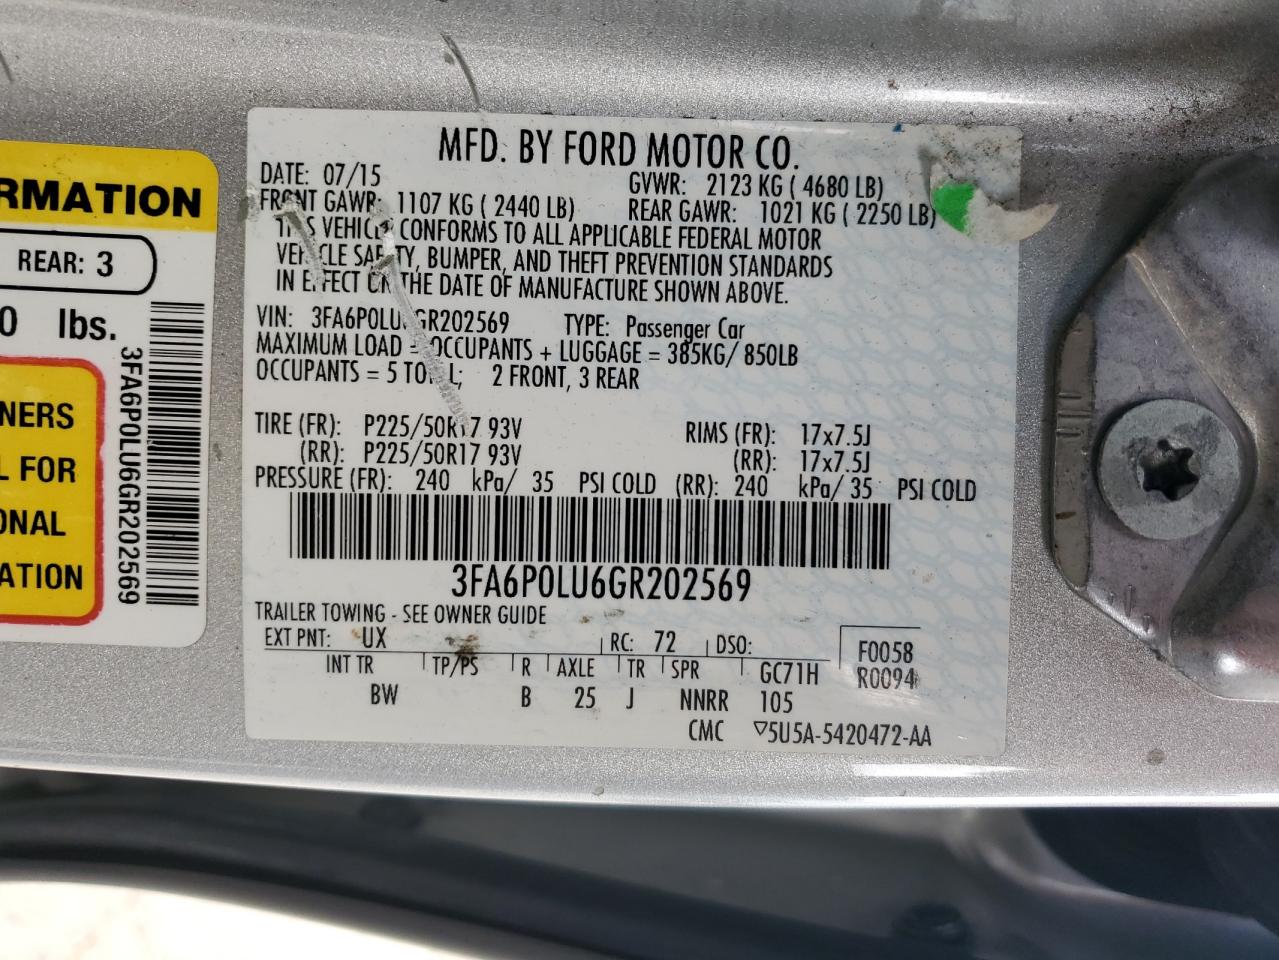 RMATION
REAR: 3
0 lbs.
NERS
L FOR
ONAL
ATION
3FA6P0LU6GR202569
MFD. BY FORD MOTOR CO.
DATE: 07/15 GVWR: 2123 KG ( 4680 LB)
FRONT GAWR: 1107 KG ( 2440 LB) REAR GAWR: 1021 KG ( 2250 LB)
THIS VEHICLE CONFORMS TO ALL APPLICABLE FEDERAL MOTOR
VEHICLE SAFETY, BUMPER, AND THEFT PREVENTION STANDARDS
IN EFFECT ON THE DATE OF MANUFACTURE SHOWN ABOVE.
VIN: 3FA6P0LU6GR202569 TYPE: Passenger Car
MAXIMUM LOAD = OCCUPANTS + LUGGAGE = 385KG/ 850LB
OCCUPANTS = 5 TOTAL; 2 FRONT, 3 REAR
TIRE (FR): P225/50R17 93V RIMS (FR): 17x7.5J
(RR): P225/50R17 93V (RR): 17x7.5J
PRESSURE (FR): 240 kPa/ 35 PSI COLD (RR): 240 kPa/ 35 PSI COLD
3FA6P0LU6GR202569
TRAILER TOWING - SEE OWNER GUIDE
EXT PNT: UX RC: 72 DSO: F0058
INT TR TP/PS R AXLE TR SPR GC71H R0094
BW B 25 J NNRR 105
CMC ▽5U5A-5420472-AA